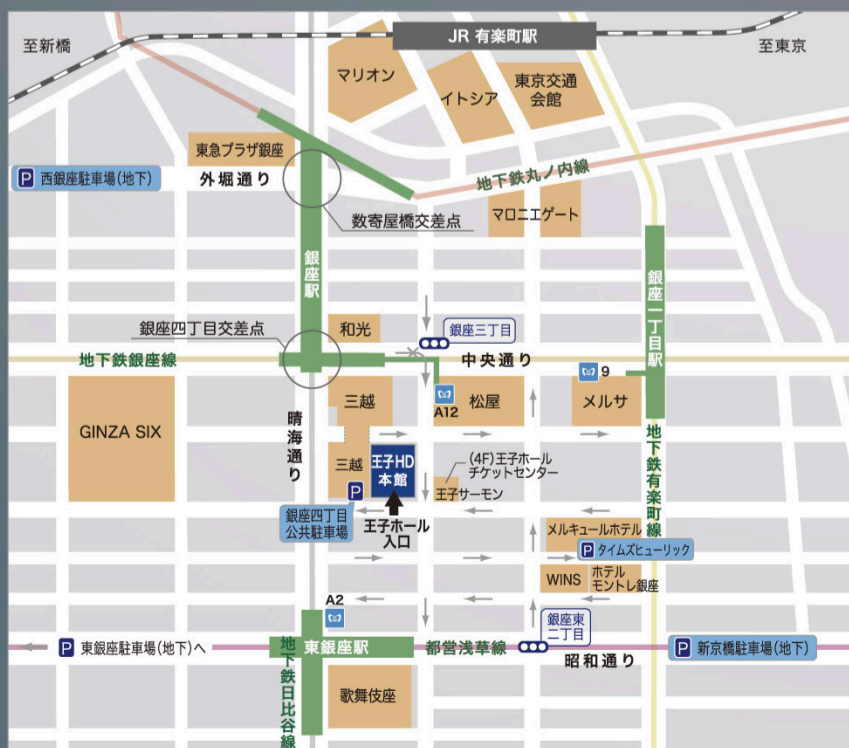 JR 有楽町駅
至新橋
至東京
マリオン
イトシア
東京交通
会館
東急プラザ銀座
P 西銀座駐車場(地下)
外堀通り
地下鉄丸ノ内線
数寄屋橋交差点
マロニエゲート
銀座駅
銀座一丁目駅
銀座四丁目交差点
和光
銀座三丁目
地下鉄銀座線
中央通り
9
三越
A12
松屋
メルサ
GINZA SIX
晴海通り
地下鉄有楽町線
三越
王子HD
本館
(4F)王子ホール
チケットセンター
P
王子サーモン
銀座四丁目
公共駐車場
王子ホール
入口
メルキュールホテル
P タイムズヒューリック
WINS
ホテル
モントレ銀座
A2
銀座東
二丁目
P 東銀座駐車場(地下)へ
東銀座駅
都営浅草線
昭和通り
P 新京橋駐車場(地下)
地下鉄日比谷線
歌舞伎座